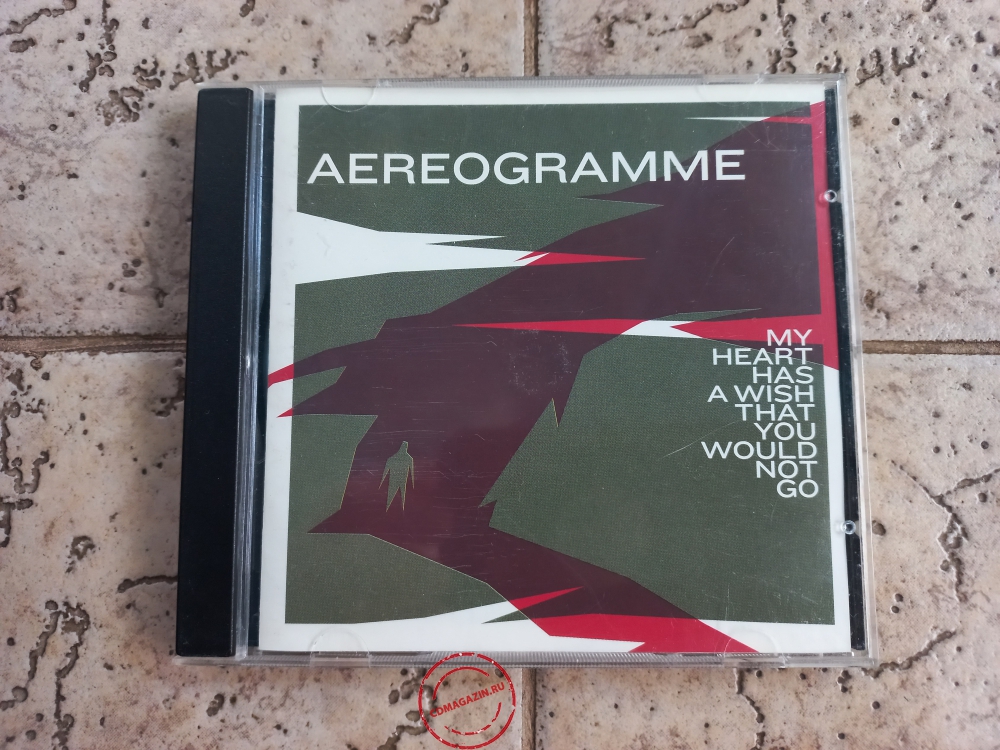 AEREOGRAMME
MY
HEART
HAS
A WISH
THAT
YOU
WOULD
NOT
GO
CDMAGAZIN.RU